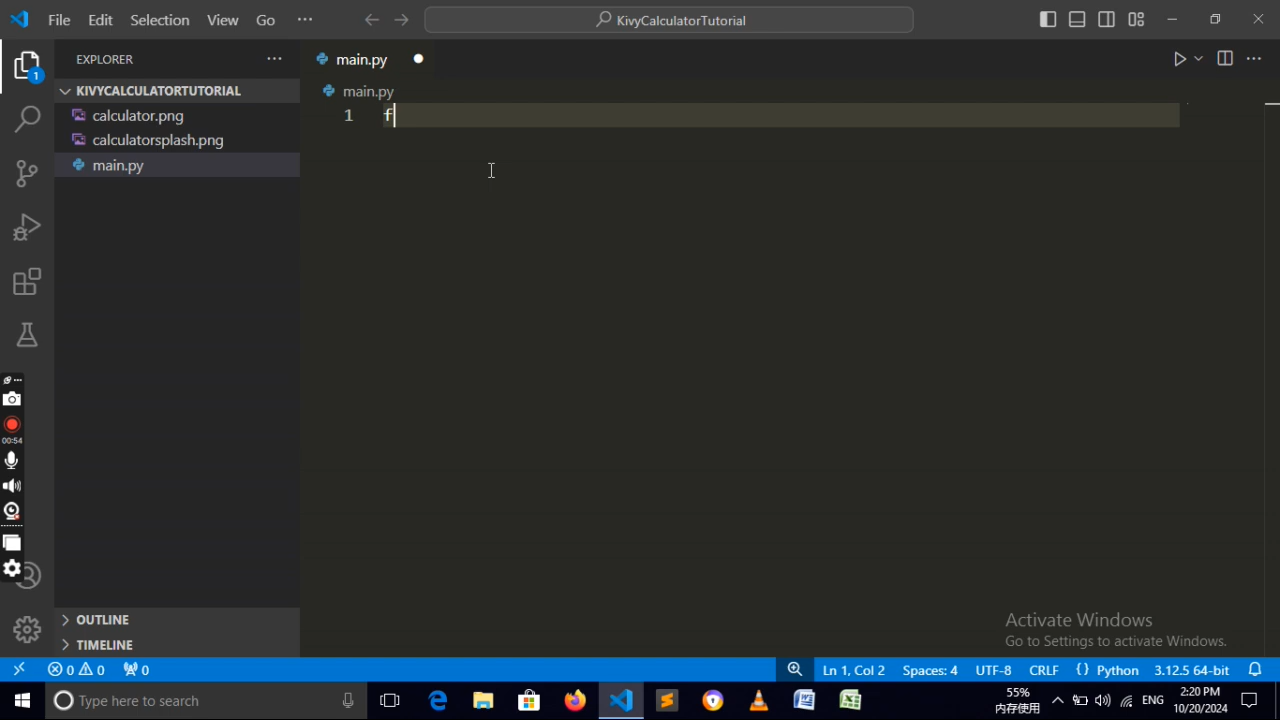 File Edit Selection View Go ··· KivyCalculatorTutorial
EXPLORER ···
main.py
1
KIVYCALCULATORTUTORIAL
main.py
calculator.png
1 f
calculatorsplash.png
main.py
00:54
OUTLINE
TIMELINE
Activate Windows
Go to Settings to activate Windows.
0 0 0 Ln 1, Col 2 Spaces: 4 UTF-8 CRLF {} Python 3.12.5 64-bit
Type here to search
55%
内存使用
ENG
2:20 PM
10/20/2024